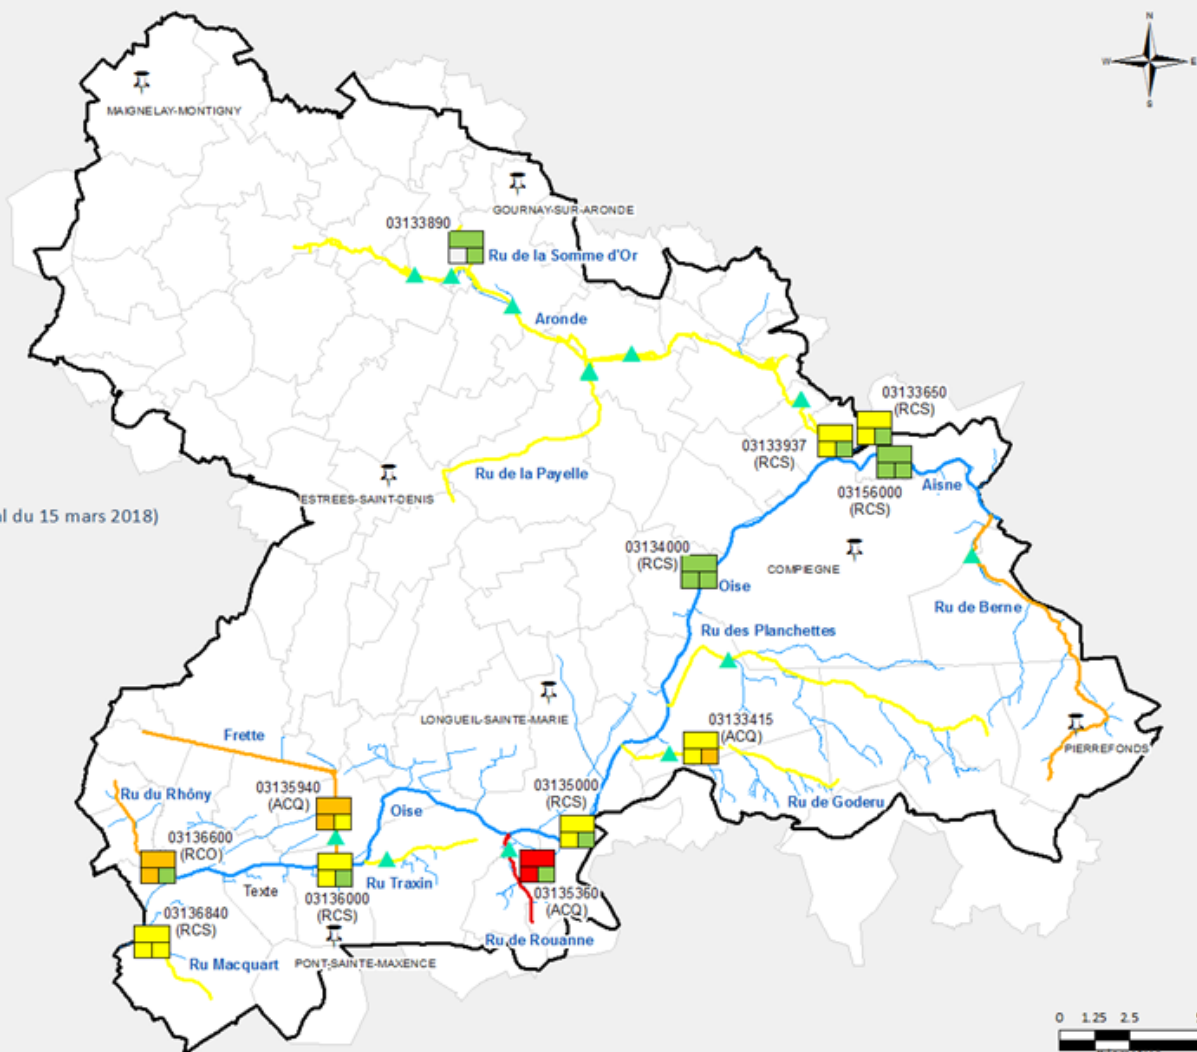 N
W
E
S
MAIGNELAY-MONTIGNY
GOURNAY-SUR-ARONDE
03133890
Ru de la Somme d'Or
Aronde
03133650
(RCS)
03133937
(RCS)
Ru de la Payelle
ESTREES-SAINT-DENIS
03156000
(RCS)
Aisne
al du 15 mars 2018)
03134000
(RCS)
COMPIEGNE
Oise
Ru de Berne
Ru des Planchettes
LONGUEIL-SAINTE-MARIE
03133415
(ACQ)
Frette
PIERREFONDS
03135940
(ACQ)
03135000
(RCS)
Ru du Rhôny
Oise
Ru de Goderu
03136600
(RCO)
Texte
Ru Traxin
03136000
(RCS)
03135360
(ACQ)
03136840
(RCS)
Ru de Rouanne
Ru Macquart
PONT-SAINTE-MAXENCE
0 1.25 2.5